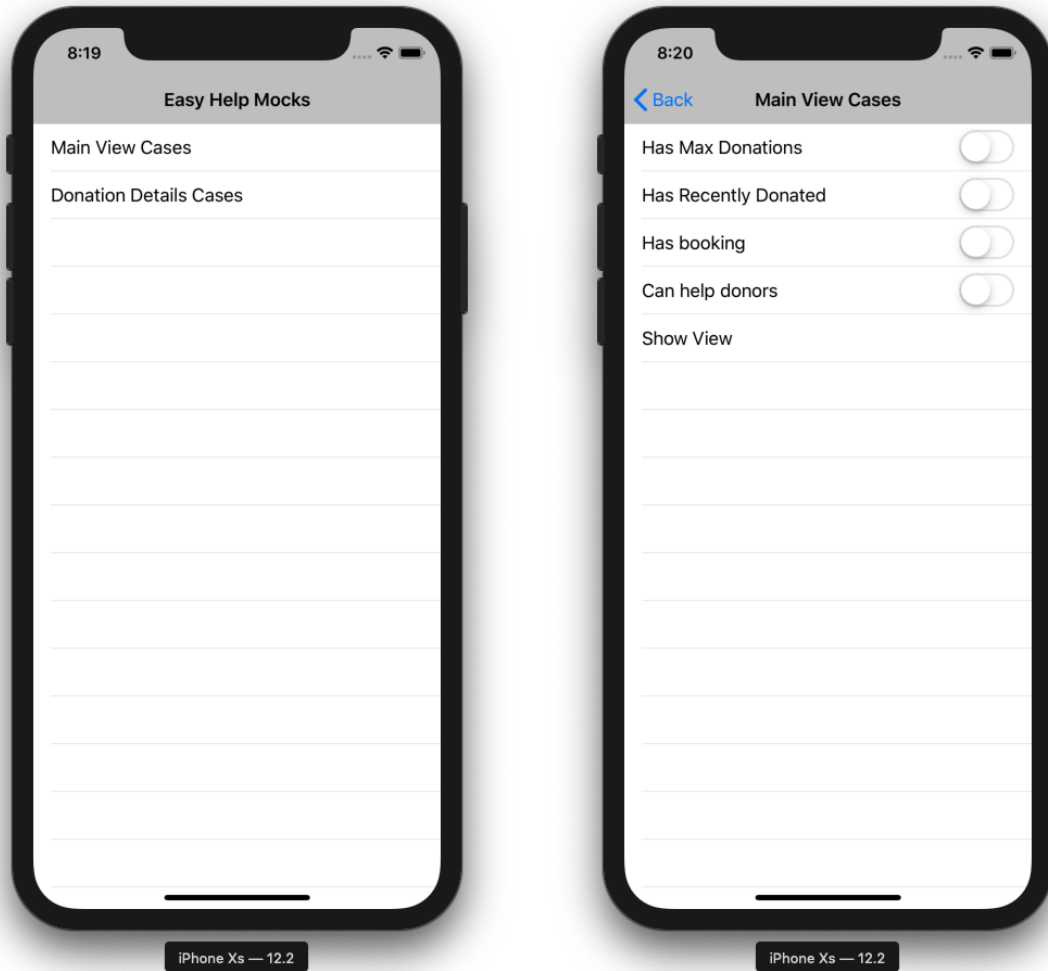 8:19
Easy Help Mocks
Main View Cases
Donation Details Cases
iPhone Xs — 12.2
8:20
Back
Main View Cases
Has Max Donations
Has Recently Donated
Has booking
Can help donors
Show View
iPhone Xs — 12.2